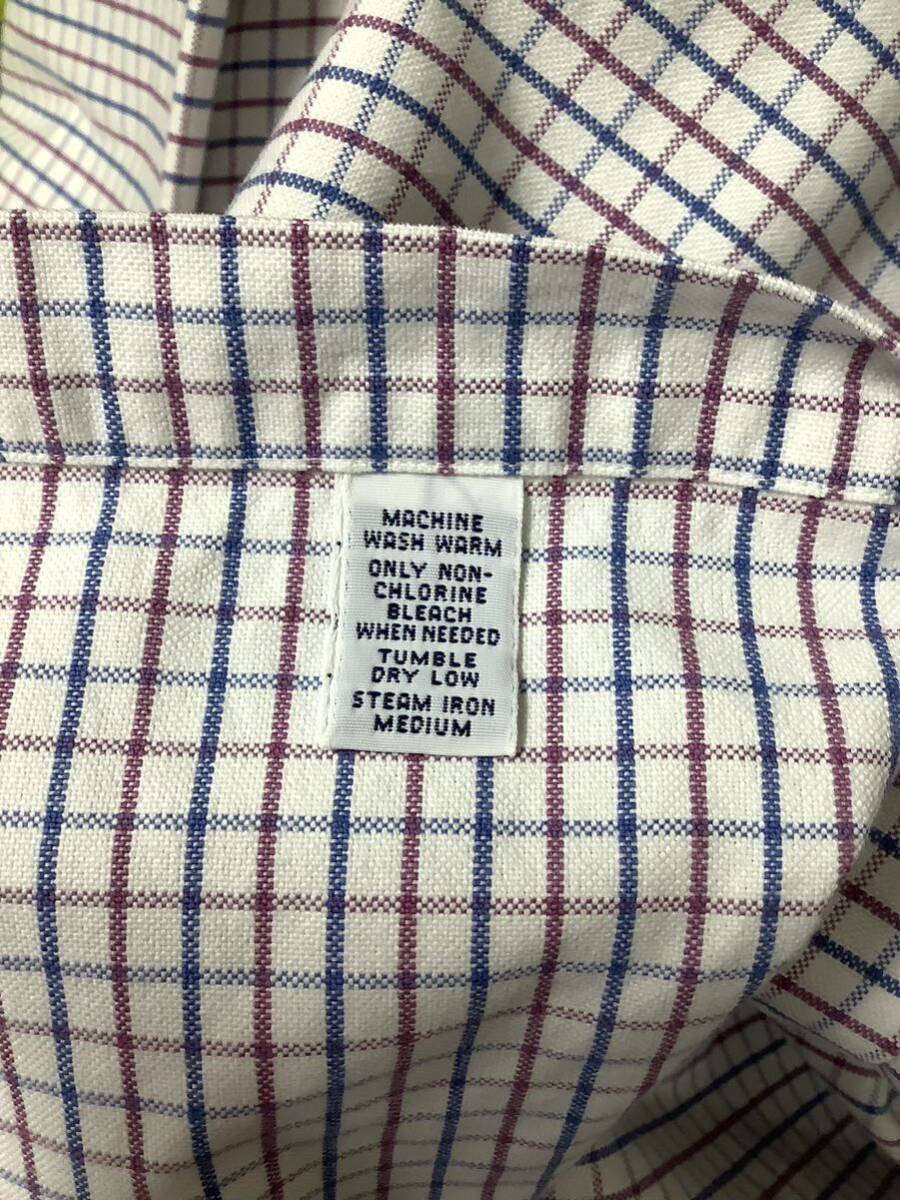 MACHINE
WASH WARM
ONLY NON-
CHLORINE
BLEACH
WHEN NEEDED
TUMBLE
DRY LOW
STEAM IRON
MEDIUM